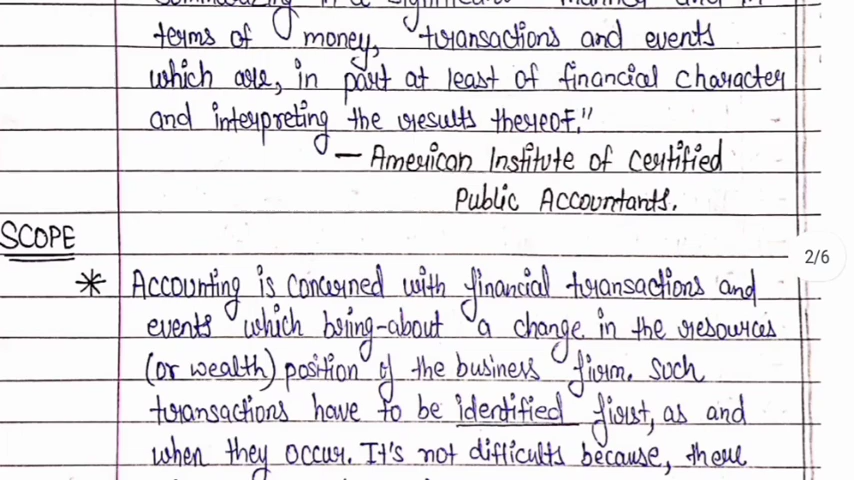 terms of money, transactions and events
which are, in part at least of financial character
and interpreting the results thereof."
— American Institute of Certified
Public Accountants.
SCOPE
2/6
* Accounting is concurned with financial transactions and
events which bring-about a change in the resources
(or wealth) position of the business firm. Such
transactions have to be identified first, as and
when they occur. It's not difficults because, there